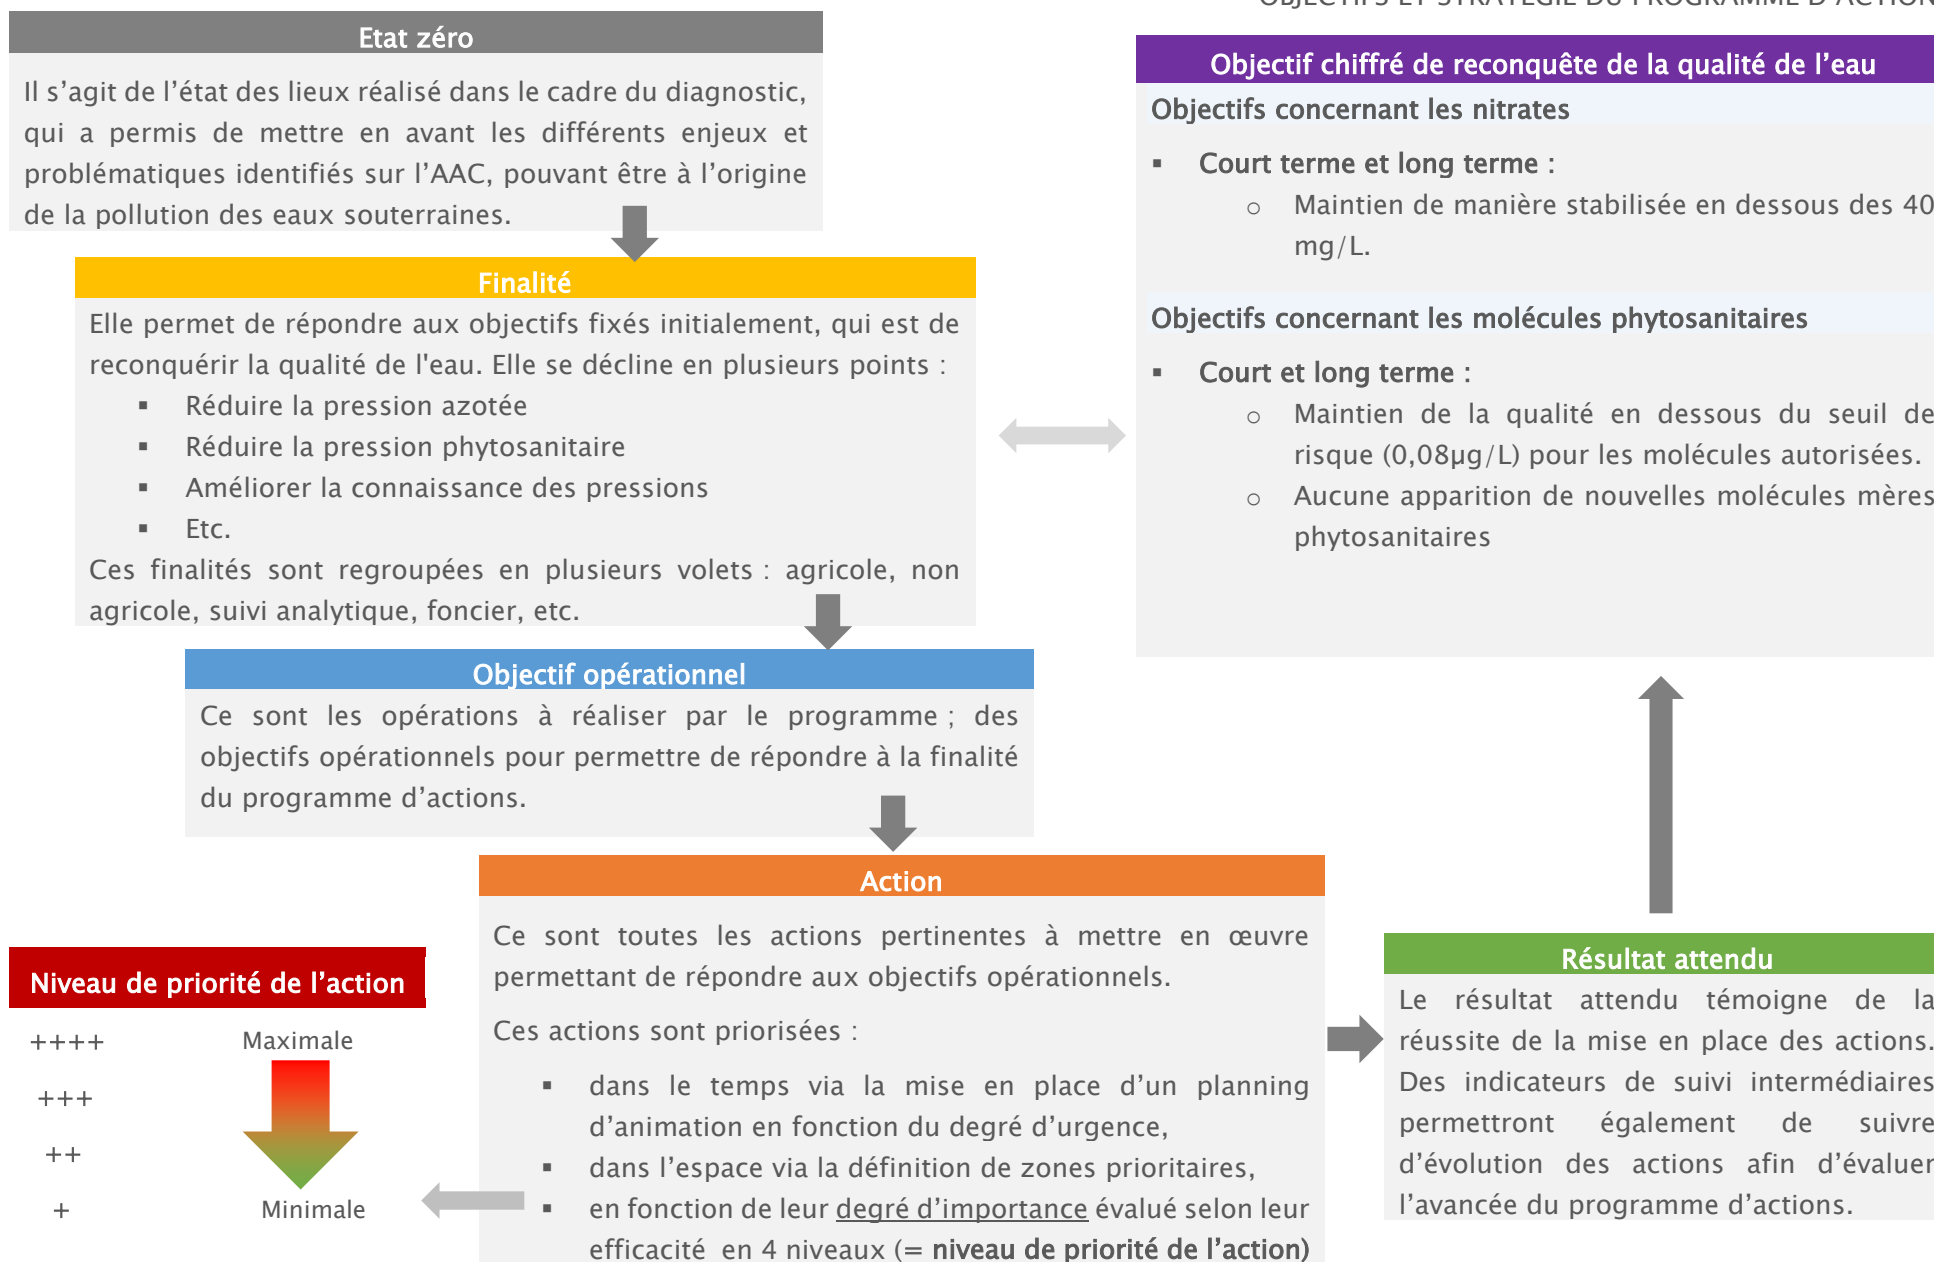 OBJECTIFS ET STRATEGIE DU PROGRAMME D'ACTION
Etat zéro
Il s’agit de l’état des lieux réalisé dans le cadre du diagnostic,
qui a permis de mettre en avant les différents enjeux et
problématiques identifiés sur l’AAC, pouvant être à l’origine
de la pollution des eaux souterraines.
Finalité
Elle permet de répondre aux objectifs fixés initialement, qui est de
reconquérir la qualité de l'eau. Elle se décline en plusieurs points :
▪ Réduire la pression azotée
▪ Réduire la pression phytosanitaire
▪ Améliorer la connaissance des pressions
▪ Etc.
Ces finalités sont regroupées en plusieurs volets : agricole, non
agricole, suivi analytique, foncier, etc.
Objectif chiffré de reconquête de la qualité de l’eau
Objectifs concernant les nitrates
▪ Court terme et long terme :
o Maintien de manière stabilisée en dessous des 40
mg/L.
Objectifs concernant les molécules phytosanitaires
▪ Court et long terme :
o Maintien de la qualité en dessous du seuil de
risque (0,08µg/L) pour les molécules autorisées.
o Aucune apparition de nouvelles molécules mères
phytosanitaires
Objectif opérationnel
Ce sont les opérations à réaliser par le programme ; des
objectifs opérationnels pour permettre de répondre à la finalité
du programme d’actions.
Action
Ce sont toutes les actions pertinentes à mettre en œuvre
permettant de répondre aux objectifs opérationnels.
Ces actions sont priorisées :
▪ dans le temps via la mise en place d’un planning
d’animation en fonction du degré d’urgence,
▪ dans l’espace via la définition de zones prioritaires,
▪ en fonction de leur degré d’importance évalué selon leur
efficacité en 4 niveaux (= niveau de priorité de l’action)
Niveau de priorité de l’action
++++ Maximale
+++
++
+ Minimale
Résultat attendu
Le résultat attendu témoigne de la
réussite de la mise en place des actions.
Des indicateurs de suivi intermédiaires
permettront également de suivre
d’évolution des actions afin d’évaluer
l’avancée du programme d’actions.